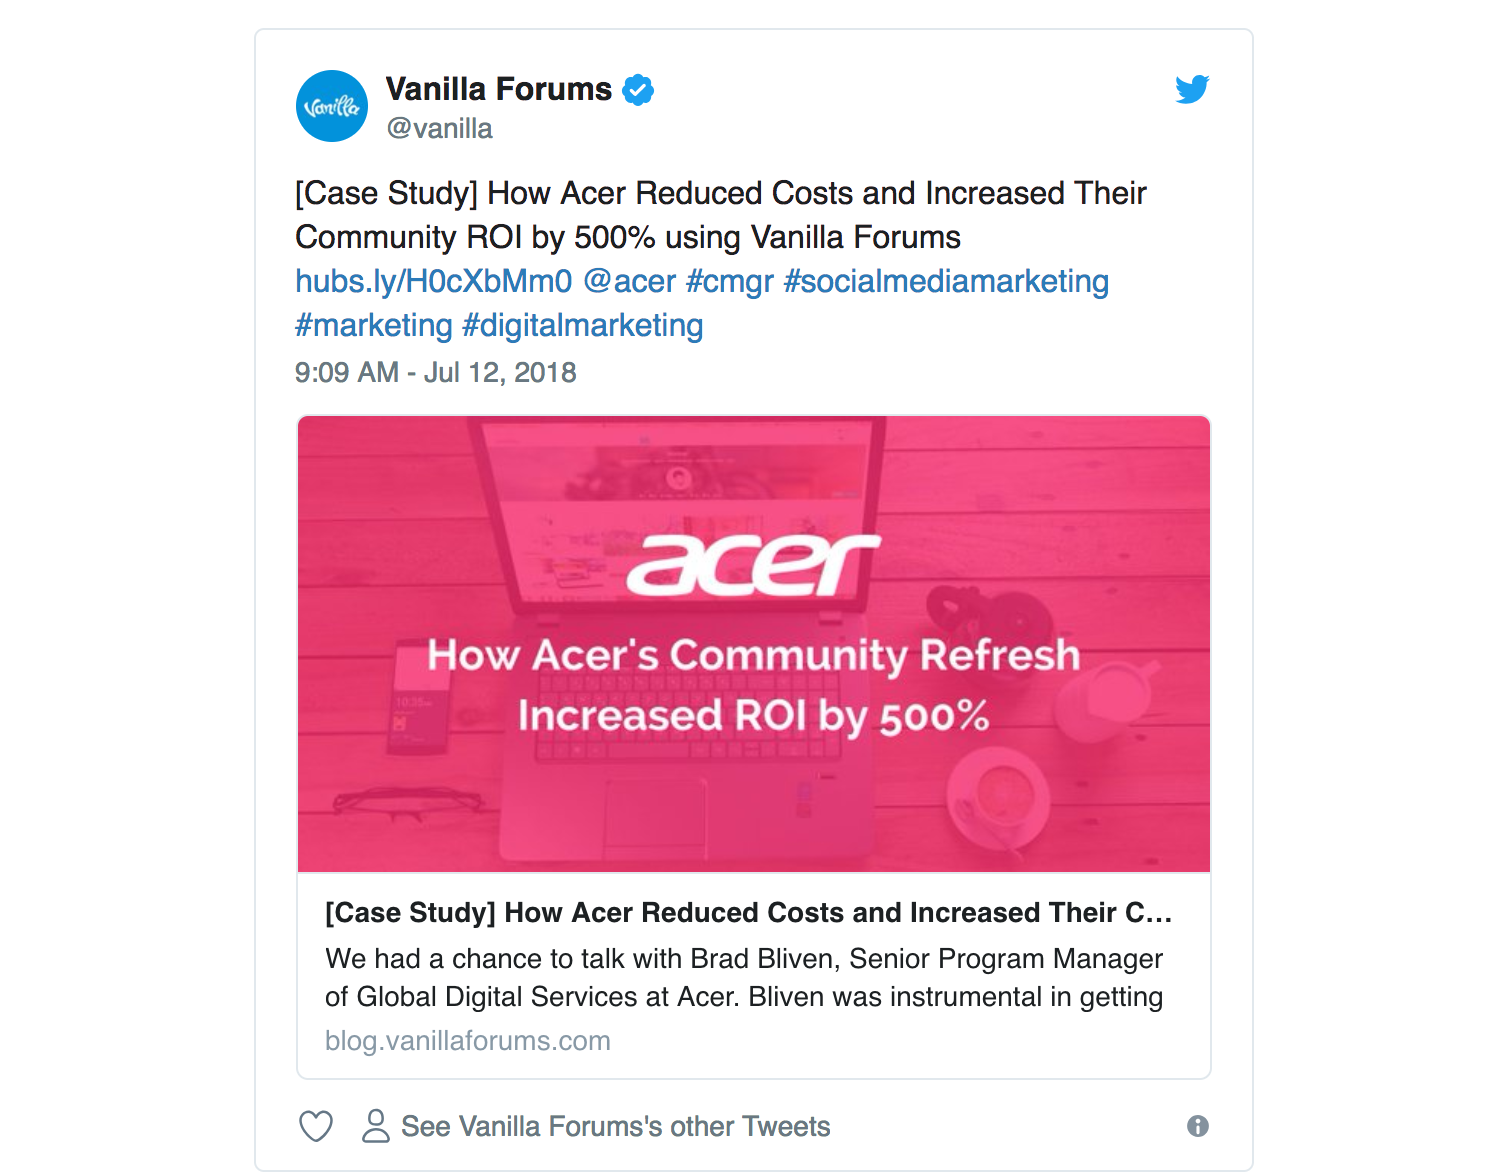 Vanilla
Vanilla Forums
@vanilla
[Case Study] How Acer Reduced Costs and Increased Their
Community ROI by 500% using Vanilla Forums
hubs.ly/H0cXbMm0 @acer #cmgr #socialmediamarketing
#marketing #digitalmarketing
9:09 AM - Jul 12, 2018
acer
How Acer's Community Refresh
Increased ROI by 500%
[Case Study] How Acer Reduced Costs and Increased Their C...
We had a chance to talk with Brad Bliven, Senior Program Manager
of Global Digital Services at Acer. Bliven was instrumental in getting
blog.vanillaforums.com
See Vanilla Forums's other Tweets